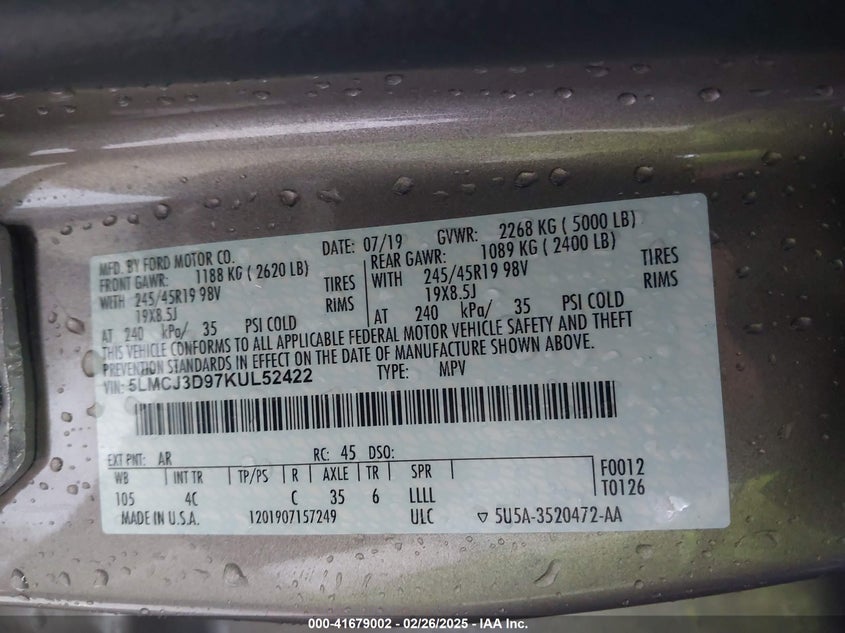 MFD. BY FORD MOTOR CO. DATE: 07/19 GVWR: 2268 KG ( 5000 LB)
FRONT GAWR: 1188 KG ( 2620 LB) REAR GAWR: 1089 KG ( 2400 LB)
WITH 245/45R19 98V TIRES WITH 245/45R19 98V TIRES
19X8.5J RIMS 19X8.5J RIMS
AT 240 kPa/ 35 PSI COLD AT 240 kPa/ 35 PSI COLD
THIS VEHICLE CONFORMS TO ALL APPLICABLE FEDERAL MOTOR VEHICLE SAFETY AND THEFT
PREVENTION STANDARDS IN EFFECT ON THE DATE OF MANUFACTURE SHOWN ABOVE.
VIN: 5LMCJ3D97KUL52422 TYPE: MPV
EXT PNT: AR RC: 45 DSO:
WB INT TR TP/PS R AXLE TR SPR F0012
105 4C C 35 6 LLLL T0126
MADE IN U.S.A. 1201907157249 ULC ▽ 5U5A-3520472-AA
000-41679002 - 02/26/2025 - IAA Inc.